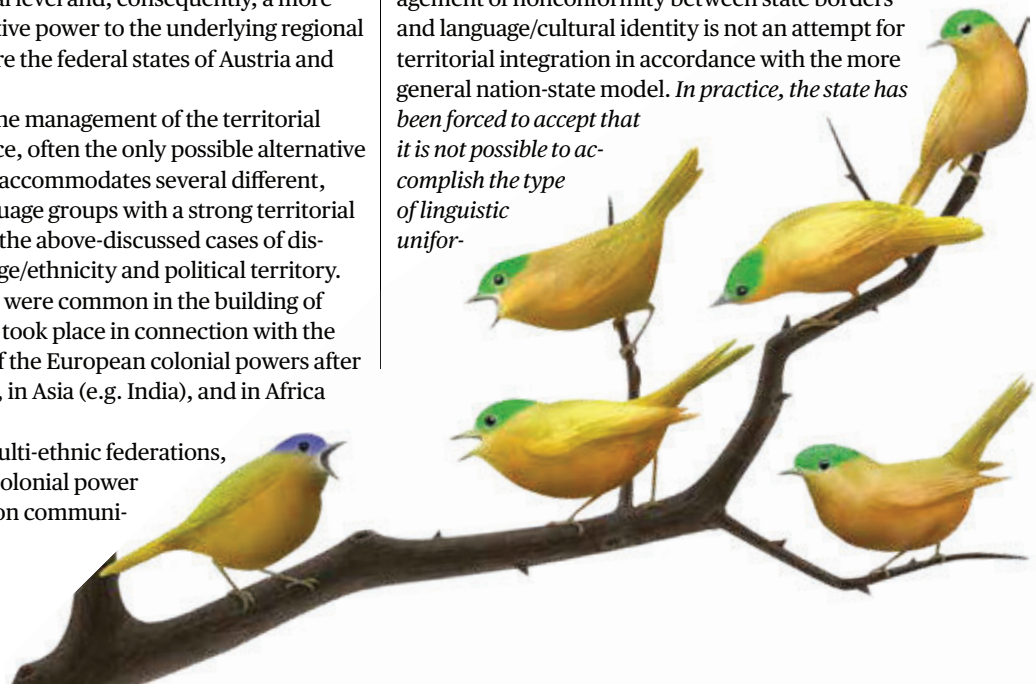 al level and, consequently, a more
tive power to the underlying regional
re the federal states of Austria and
he management of the territorial
ce, often the only possible alternative
accommodates several different,
uage groups with a strong territorial
the above-discussed cases of dis-
ge/ethnicity and political territory.
were common in the building of
took place in connection with the
f the European colonial powers after
, in Asia (e.g. India), and in Africa
ulti-ethnic federations,
olonial power
on communi-
agement of nonconformity between state borders
and language/cultural identity is not an attempt for
territorial integration in accordance with the more
general nation-state model. In practice, the state has
been forced to accept that
it is not possible to ac-
complish the type
of linguistic
unifor-